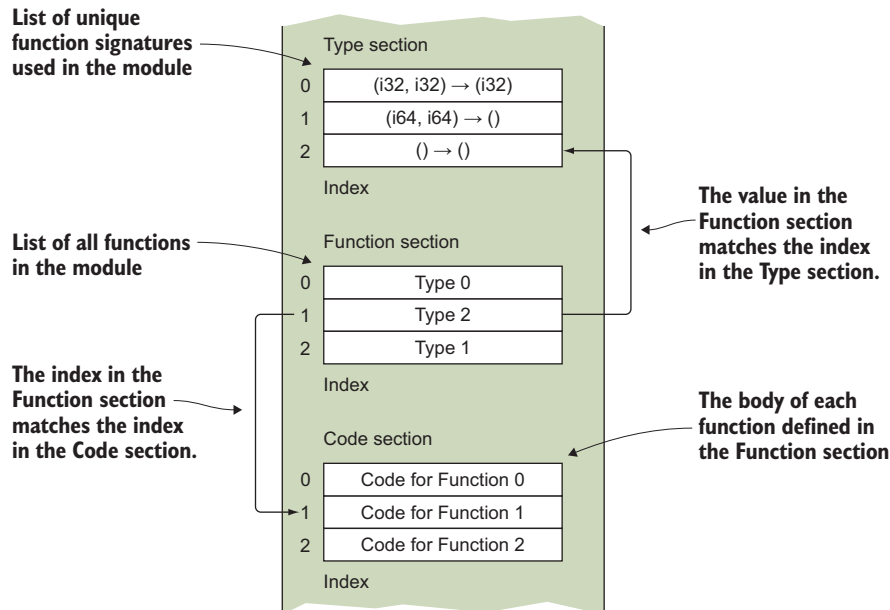 List of unique
function signatures
used in the module
Type section
0 (i32, i32) → (i32)
1 (i64, i64) → ()
2 () → ()
Index
The value in the
Function section
matches the index
in the Type section.
List of all functions
in the module
Function section
0 Type 0
1 Type 2
2 Type 1
Index
The index in the
Function section
matches the index
in the Code section.
The body of each
function defined in
the Function section
Code section
0 Code for Function 0
1 Code for Function 1
2 Code for Function 2
Index